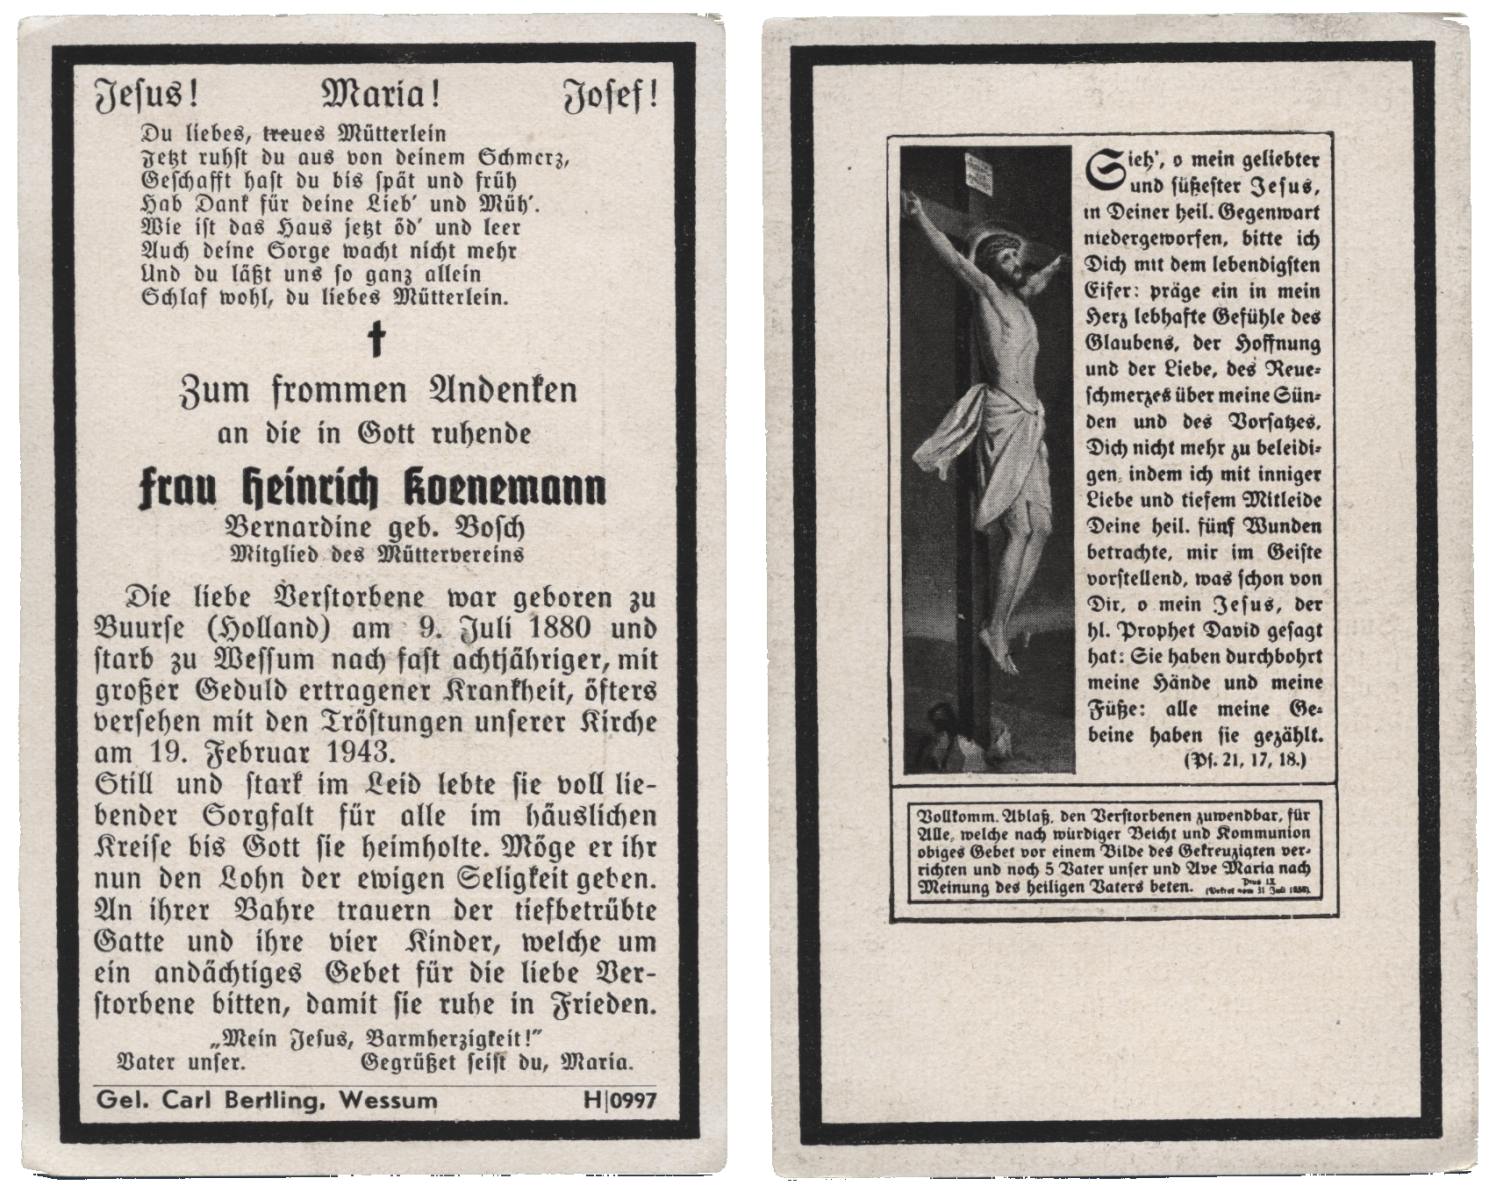 Jesus! Maria! Josef!
Du liebes, treues Mütterlein
Jetzt ruhst du aus von deinem Schmerz,
Geschafft hast du bis spät und früh
Hab Dank für deine Lieb' und Müh'.
Wie ist das Haus jetzt öd' und leer
Auch deine Sorge wacht nicht mehr
Und du läßt uns so ganz allein
Schlaf wohl, du liebes Mütterlein.
Zum frommen Andenken
an die in Gott ruhende
Frau Heinrich Koenemann
Bernardine geb. Bosch
Mitglied des Müttervereins
Die liebe Verstorbene war geboren zu
Buurse (Holland) am 9. Juli 1880 und
starb zu Wessum nach fast achtjähriger, mit
großer Geduld ertragener Krankheit, öfters
versehen mit den Tröstungen unserer Kirche
am 19. Februar 1943.
Still und stark im Leid lebte sie voll lie-
bender Sorgfalt für alle im häuslichen
Kreise bis Gott sie heimholte. Möge er ihr
nun den Lohn der ewigen Seligkeit geben.
An ihrer Bahre trauern der tiefbetrübte
Gatte und ihre vier Kinder, welche um
ein andächtiges Gebet für die liebe Ver-
storbene bitten, damit sie ruhe in Frieden.
„Mein Jesus, Barmherzigkeit!“
Vater unser. Gegrüßet seist du, Maria.
Gel. Carl Bertling, Wessum H|0997
Sieh', o mein geliebter
und süßester Jesus,
in Deiner heil. Gegenwart
niedergeworfen, bitte ich
Dich mit dem lebendigsten
Eifer: präge ein in mein
Herz lebhafte Gefühle des
Glaubens, der Hoffnung
und der Liebe, des Reue-
schmerzes über meine Sün-
den und des Vorsatzes,
Dich nicht mehr zu beleidi-
gen, indem ich mit inniger
Liebe und tiefem Mitleide
Deine heil. fünf Wunden
betrachte, mir im Geiste
vorstellend, was schon von
Dir, o mein Jesus, der
hl. Prophet David gesagt
hat: Sie haben durchbohrt
meine Hände und meine
Füße: alle meine Ge-
beine haben sie gezählt.
(Ps. 21, 17, 18.)
Vollkomm. Ablaß, den Verstorbenen zuwendbar, für
Alle, welche nach würdiger Beicht und Kommunion
obiges Gebet vor einem Bilde des Gekreuzigten ver-
richten und noch 5 Vater unser und Ave Maria nach
Meinung des heiligen Vaters beten. Pius IX
(Dekret vom 31 Juli 1858).